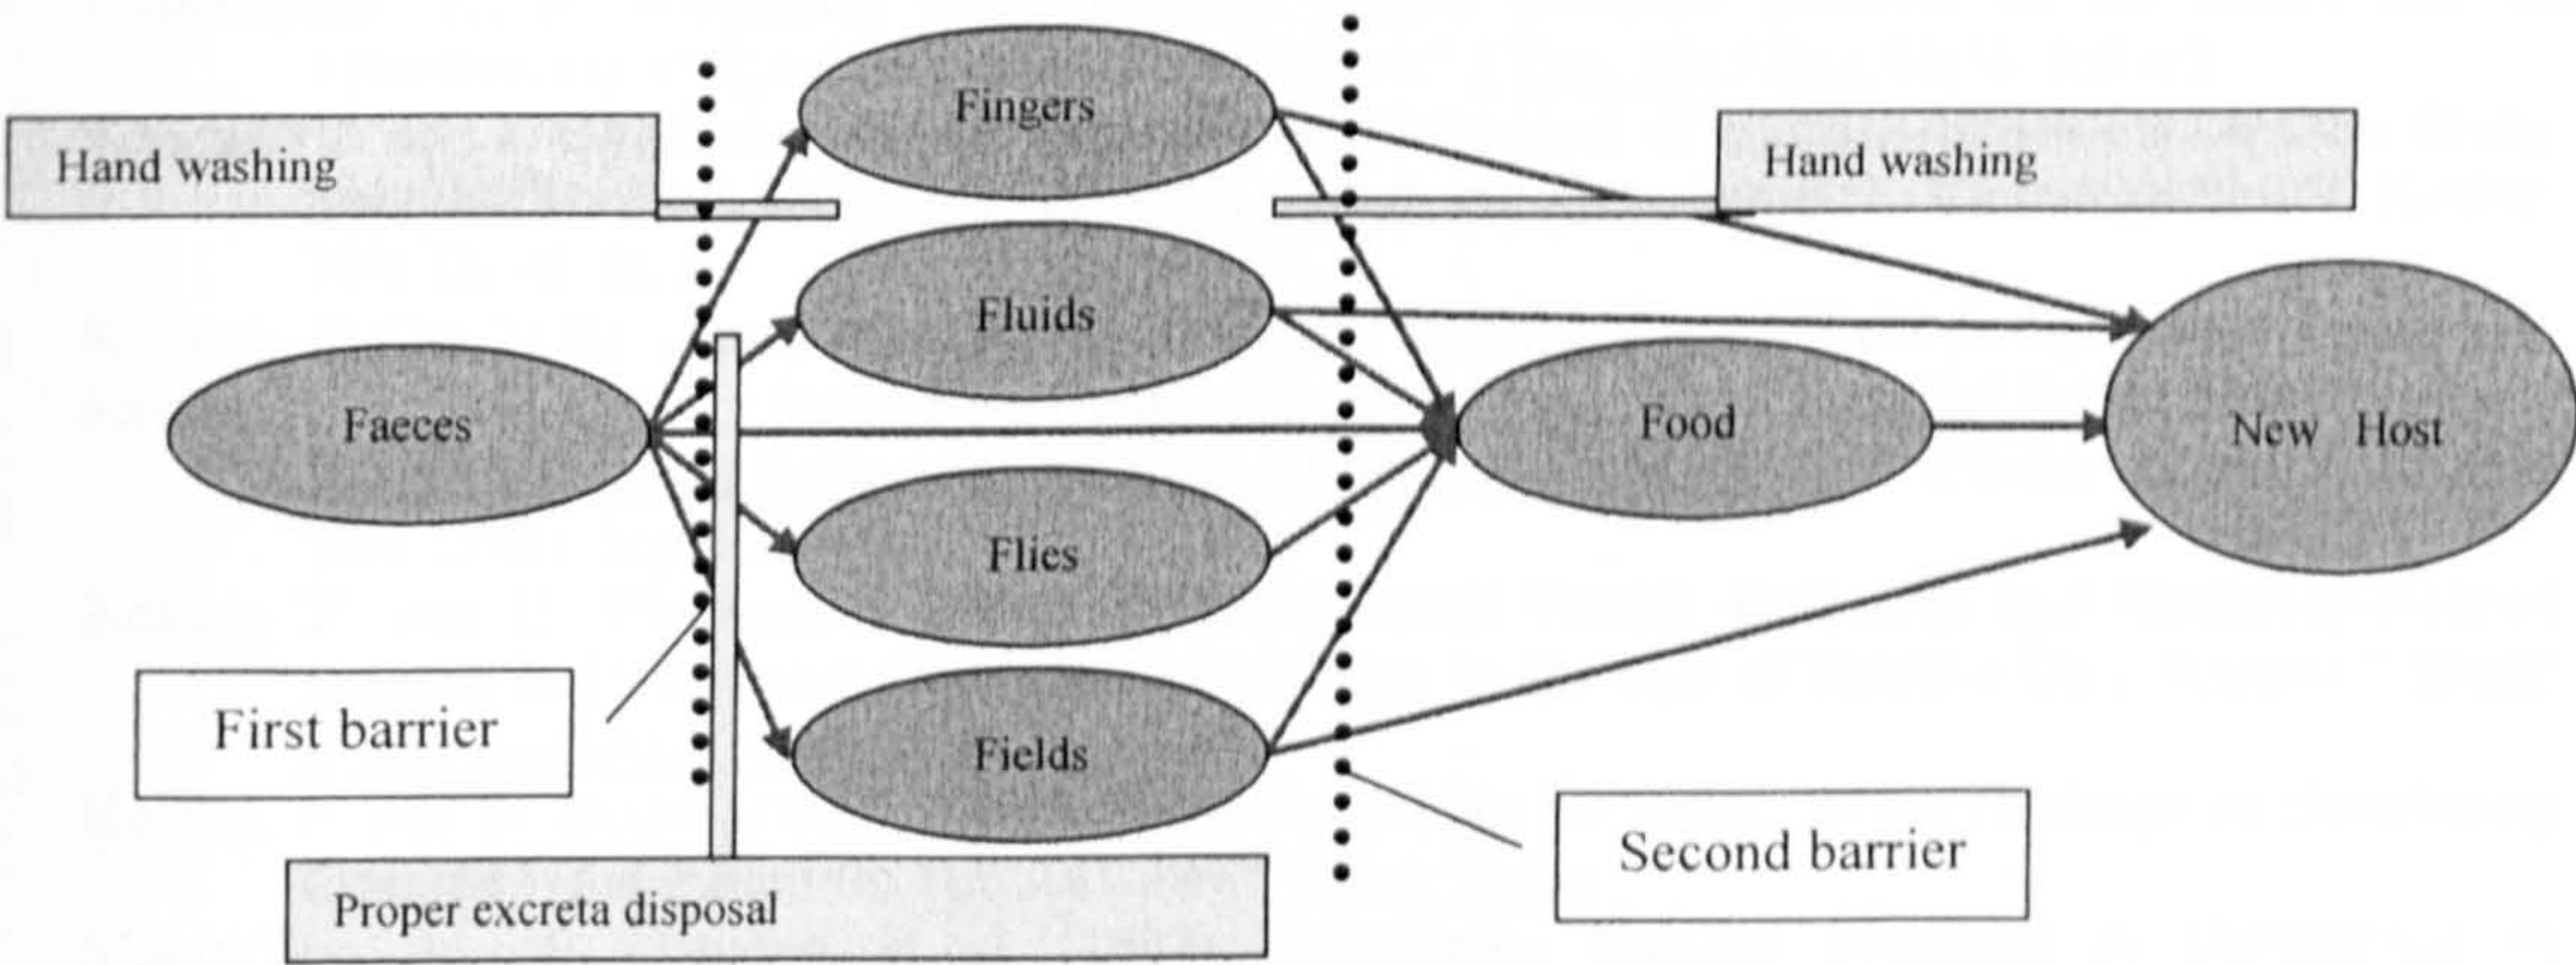 Fingers
Hand washing
Hand washing
Fluids
Faeces
Food
New Host
Flies
First barrier
Fields
Second barrier
Proper excreta disposal